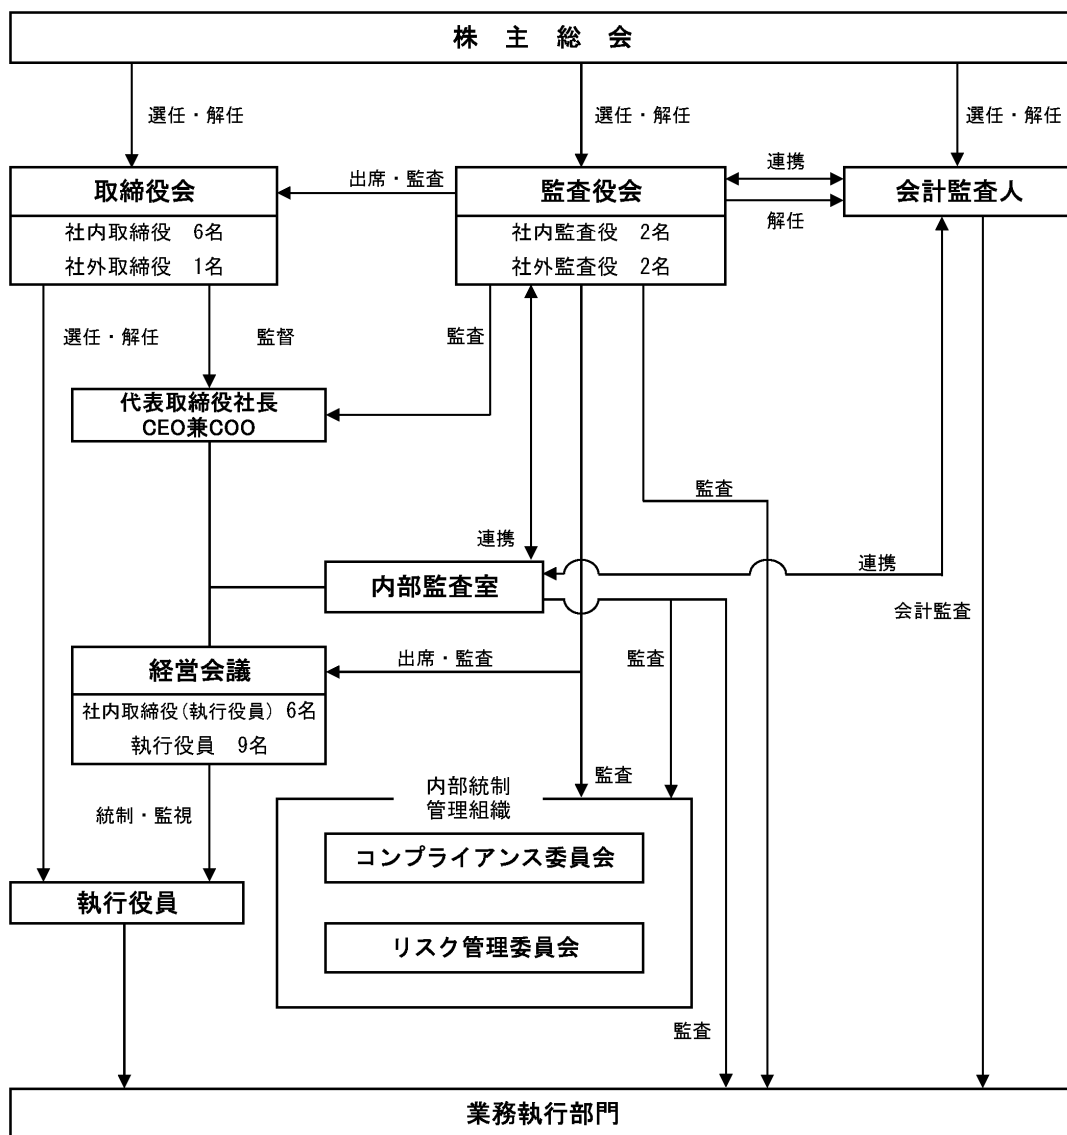 株 主 総 会
選任・解任
選任・解任
選任・解任
取締役会
社内取締役 6名
社外取締役 1名
出席・監査
監査役会
社内監査役 2名
社外監査役 2名
連携
解任
会計監査人
選任・解任
監督
監査
代表取締役社長
CEO兼COO
監査
連携
内部監査室
連携
会計監査
経営会議
社内取締役(執行役員) 6名
執行役員 9名
出席・監査
監査
監査
統制・監視
内部統制
管理組織
コンプライアンス委員会
執行役員
リスク管理委員会
監査
業務執行部門